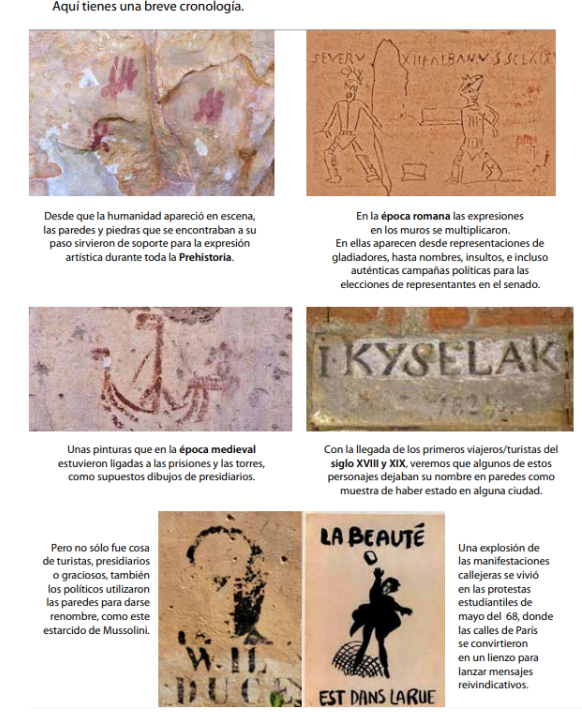 Aquí tienes una breve cronología.
SEVERV XIII ALBANVS SCLXIX
Desde que la humanidad apareció en escena,
las paredes y piedras que se encontraban a su
paso sirvieron de soporte para la expresión
artística durante toda la Prehistoria.
En la época romana las expresiones
en los muros se multiplicaron.
En ellas aparecen desde representaciones de
gladiadores, hasta nombres, insultos, e incluso
auténticas campañas políticas para las
elecciones de representantes en el senado.
I KYSELAK
Unas pinturas que en la época medieval
estuvieron ligadas a las prisiones y las torres,
como supuestos dibujos de presidiarios.
Con la llegada de los primeros viajeros/turistas del
siglo XVIII y XIX, veremos que algunos de estos
personajes dejaban su nombre en paredes como
muestra de haber estado en alguna ciudad.
Pero no sólo fue cosa
de turistas, presidiarios
o graciosos, también
los políticos utilizaron
las paredes para darse
renombre, como este
estarcido de Mussolini.
W IL
DUCE
LA BEAUTÉ
EST DANS LA RUE
Una explosión de
las manifestaciones
callejeras se vivió
en las protestas
estudiantiles de
mayo del 68, donde
las calles de París
se convirtieron
en un lienzo para
lanzar mensajes
reivindicativos.